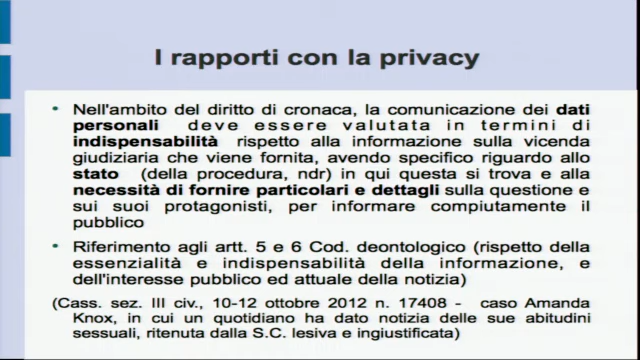 I rapporti con la privacy
• Nell'ambito del diritto di cronaca, la comunicazione dei dati
personali deve essere valutata in termini di
indispensabilità rispetto alla informazione sulla vicenda
giudiziaria che viene fornita, avendo specifico riguardo allo
stato (della procedura, ndr) in qui questa si trova e alla
necessità di fornire particolari e dettagli sulla questione e
sui suoi protagonisti, per informare compiutamente il
pubblico
• Riferimento agli artt. 5 e 6 Cod. deontologico (rispetto della
essenzialità e indispensabilità della informazione, e
dell'interesse pubblico ed attuale della notizia)
(Cass. sez. III civ., 10-12 ottobre 2012 n. 17408 - caso Amanda
Knox, in cui un quotidiano ha dato notizia delle sue abitudini
sessuali, ritenuta dalla S.C. lesiva e ingiustificata)